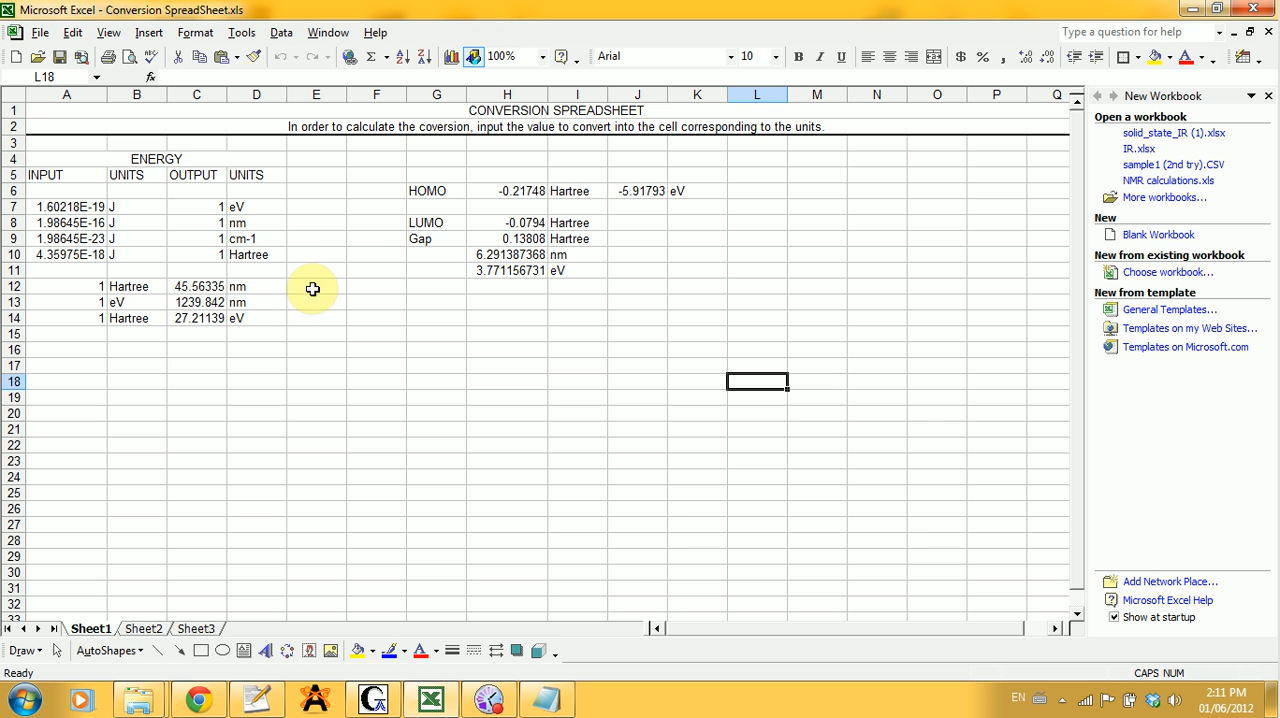 Microsoft Excel - Conversion SpreadSheet.xls
File Edit View Insert Format Tools Data Window Help Type a question for help
100% Arial 10 B I U $ % ,
L18 fx
A B C D E F G H I J K L M N O P Q
1 CONVERSION SPREADSHEET
2 In order to calculate the coversion, input the value to convert into the cell corresponding to the units.
3
4 ENERGY
5 INPUT UNITS OUTPUT UNITS
6 HOMO -0.21748 Hartree -5.91793 eV
7 1.60218E-19 J 1 eV
8 1.98645E-16 J 1 nm LUMO -0.0794 Hartree
9 1.98645E-23 J 1 cm-1 Gap 0.13808 Hartree
10 4.35975E-18 J 1 Hartree 6.291387368 nm
11 3.771156731 eV
12 1 Hartree 45.56335 nm
13 1 eV 1239.842 nm
14 1 Hartree 27.21139 eV
15
16
17
18
19
20
21
22
23
24
25
26
27
28
29
30
31
32
33
New Workbook
Open a workbook
solid_state_IR (1).xlsx
IR.xlsx
sample1 (2nd try).CSV
NMR calculations.xls
More workbooks...
New
Blank Workbook
New from existing workbook
Choose workbook...
New from template
General Templates...
Templates on my Web Sites...
Templates on Microsoft.com
Add Network Place...
Microsoft Excel Help
Show at startup
Sheet1 Sheet2 Sheet3
Draw AutoShapes
Ready CAPS NUM
EN 2:11 PM
01/06/2012